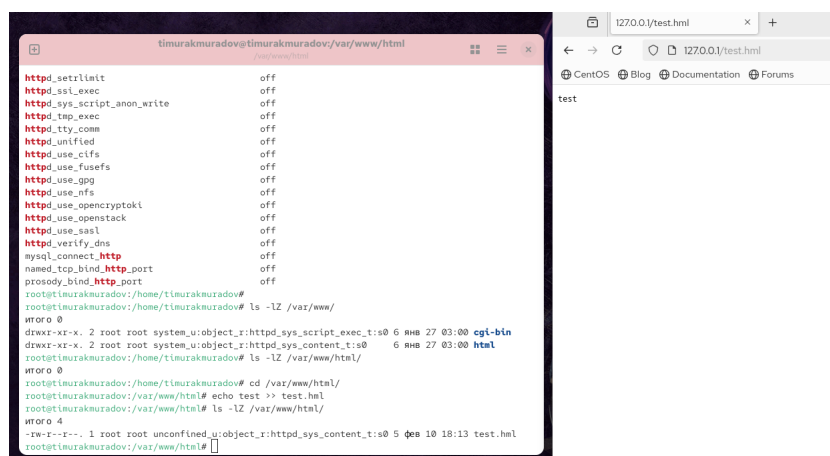 timurakmuradov@timurakmuradov:/var/www/html
/var/www/html
httpd_setrlimit off
httpd_ssi_exec off
httpd_sys_script_anon_write off
httpd_tmp_exec off
httpd_tty_comm off
httpd_unified off
httpd_use_cifs off
httpd_use_fusefs off
httpd_use_gpg off
httpd_use_nfs off
httpd_use_opencryptoki off
httpd_use_openstack off
httpd_use_sasl off
httpd_verify_dns off
mysql_connect_http off
named_tcp_bind_http_port off
prosody_bind_http_port off
root@timurakmuradov:/home/timurakmuradov#
root@timurakmuradov:/home/timurakmuradov# ls -lZ /var/www/
итого 0
drwxr-xr-x. 2 root root system_u:object_r:httpd_sys_script_exec_t:s0 6 янв 27 03:00 cgi-bin
drwxr-xr-x. 2 root root system_u:object_r:httpd_sys_content_t:s0 6 янв 27 03:00 html
root@timurakmuradov:/home/timurakmuradov# ls -lZ /var/www/html/
итого 0
root@timurakmuradov:/home/timurakmuradov# cd /var/www/html/
root@timurakmuradov:/var/www/html# echo test >> test.hml
root@timurakmuradov:/var/www/html# ls -lZ /var/www/html/
итого 4
-rw-r--r--. 1 root root unconfined_u:object_r:httpd_sys_content_t:s0 5 фев 10 18:13 test.hml
root@timurakmuradov:/var/www/html#
127.0.0.1/test.hml
127.0.0.1/test.hml
CentOS Blog Documentation Forums
test